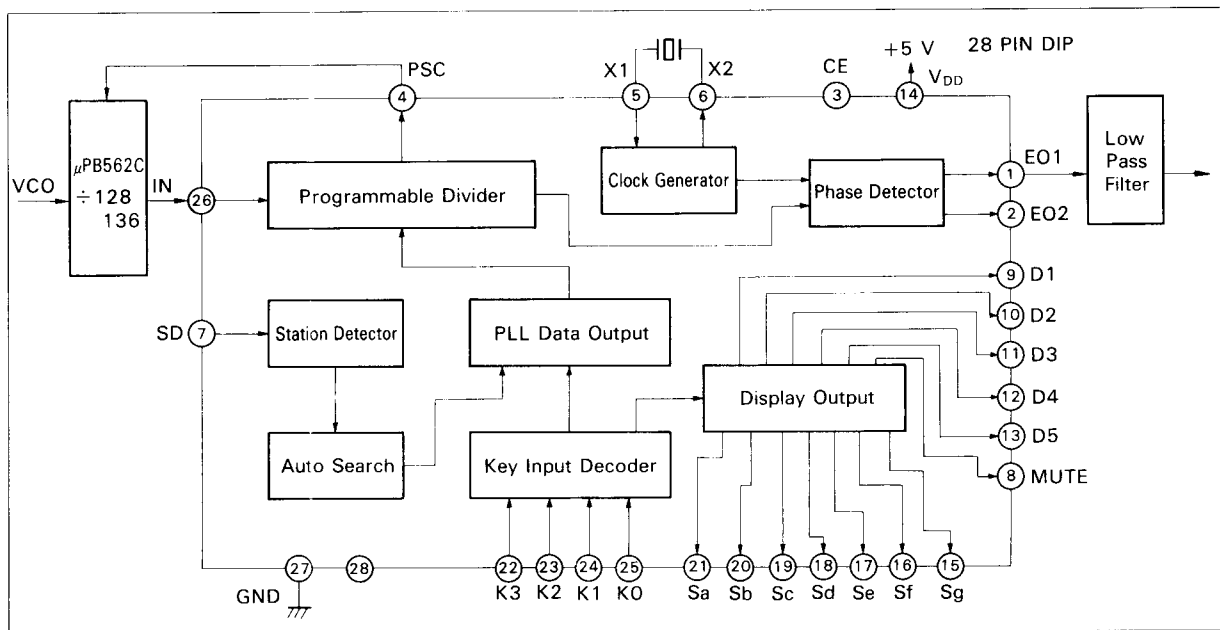 +5 V 28 PIN DIP
PSC X1 X2 CE VDD
4 5 6 3 14
μPB562C
÷128
136
VCO IN
26
Programmable Divider
Clock Generator
Phase Detector
EO1
1
2
EO2
Low
Pass
Filter
9 D1
10 D2
11 D3
12 D4
13 D5
8 MUTE
SD 7
Station Detector
PLL Data Output
Display Output
Auto Search
Key Input Decoder
27 28 22 23 24 25 21 20 19 18 17 16 15
GND K3 K2 K1 K0 Sa Sb Sc Sd Se Sf Sg